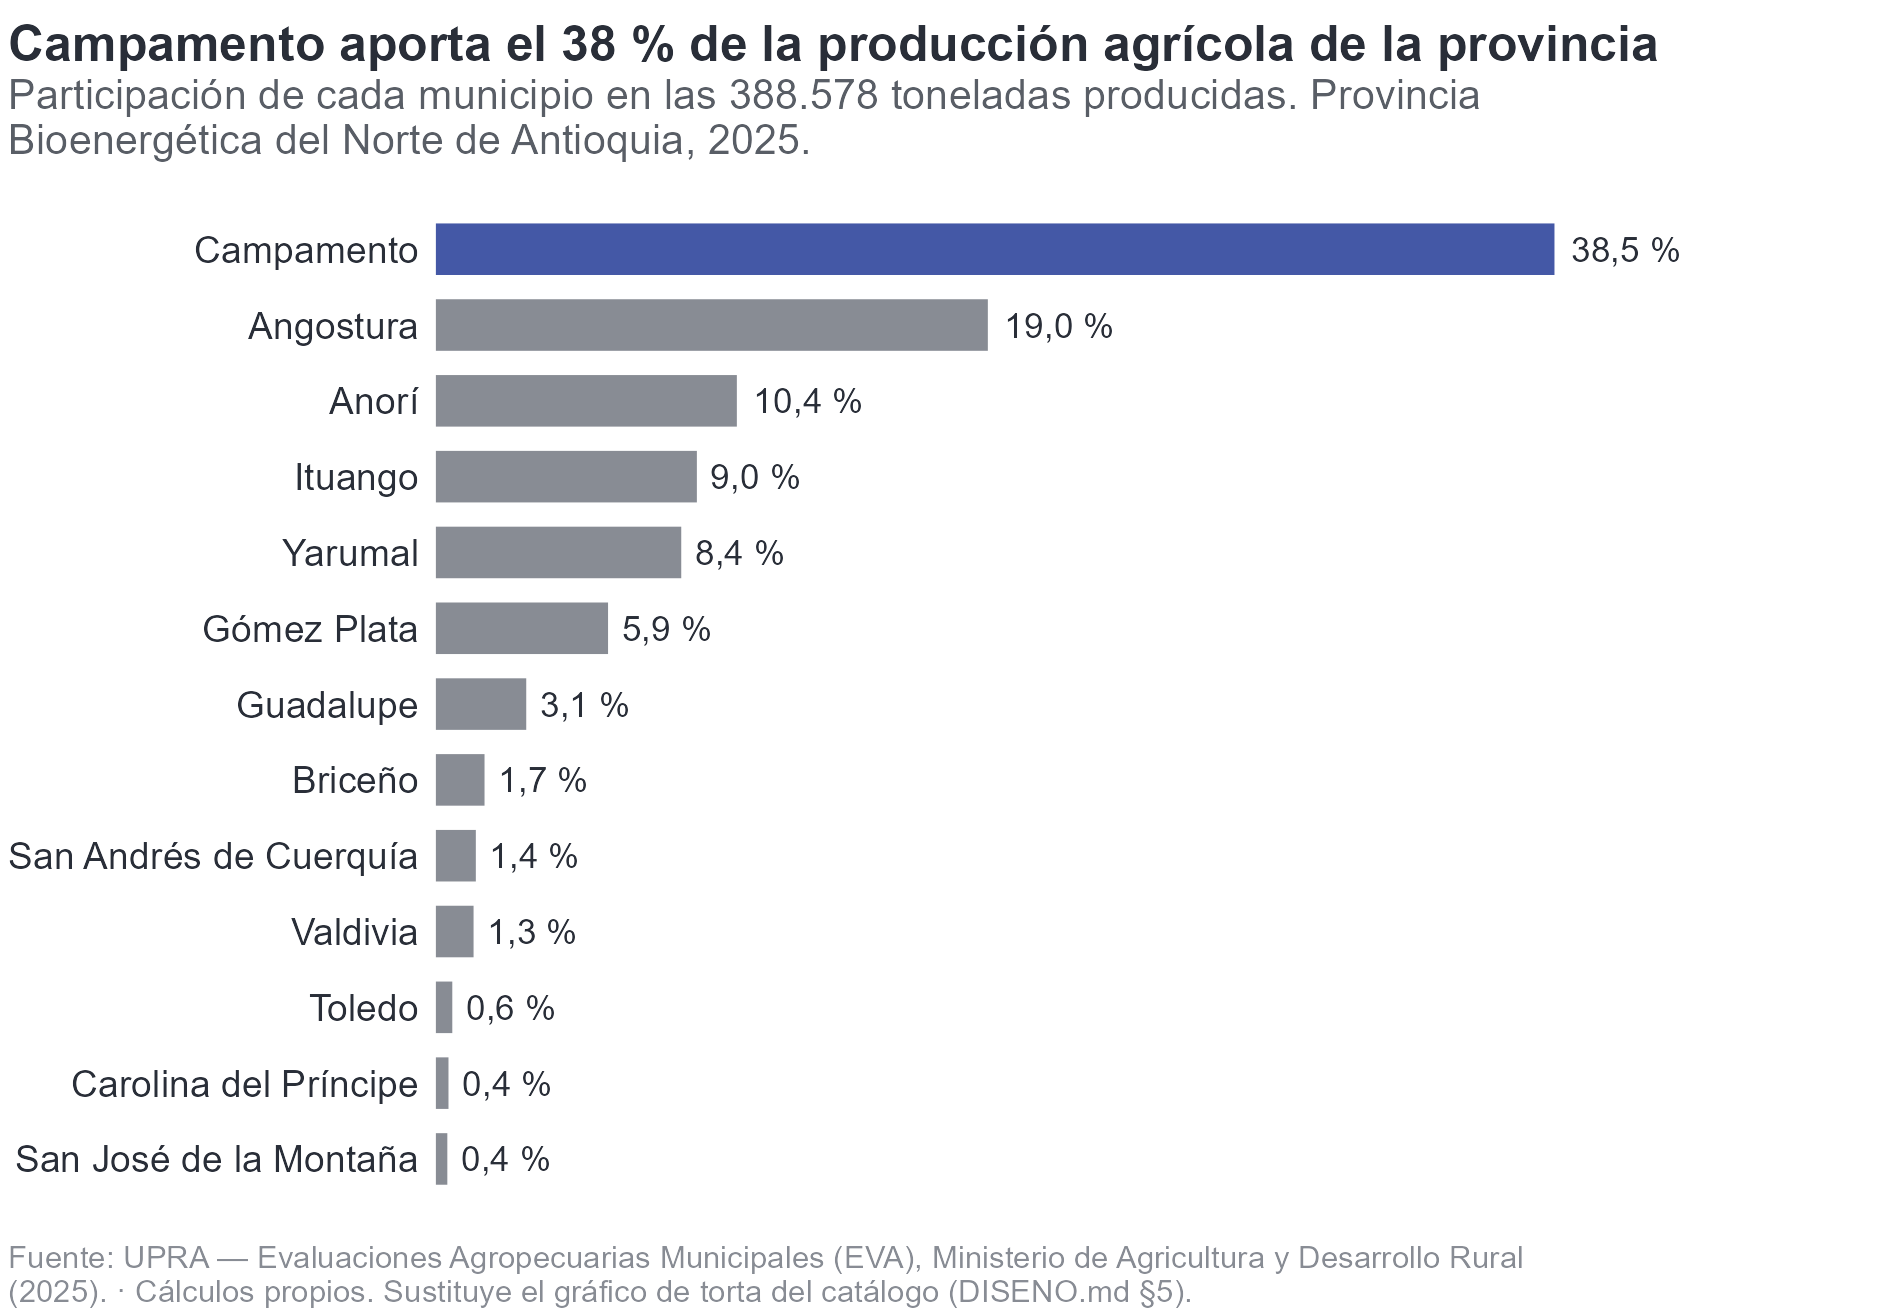 Campamento aporta el 38 % de la producción agrícola de la provincia
Participación de cada municipio en las 388.578 toneladas producidas. Provincia
Bioenergética del Norte de Antioquia, 2025.
Campamento 38,5 %
Angostura 19,0 %
Anorí 10,4 %
Ituango 9,0 %
Yarumal 8,4 %
Gómez Plata 5,9 %
Guadalupe 3,1 %
Briceño 1,7 %
San Andrés de Cuerquía 1,4 %
Valdivia 1,3 %
Toledo 0,6 %
Carolina del Príncipe 0,4 %
San José de la Montaña 0,4 %
Fuente: UPRA — Evaluaciones Agropecuarias Municipales (EVA), Ministerio de Agricultura y Desarrollo Rural
(2025). · Cálculos propios. Sustituye el gráfico de torta del catálogo (DISENO.md §5).